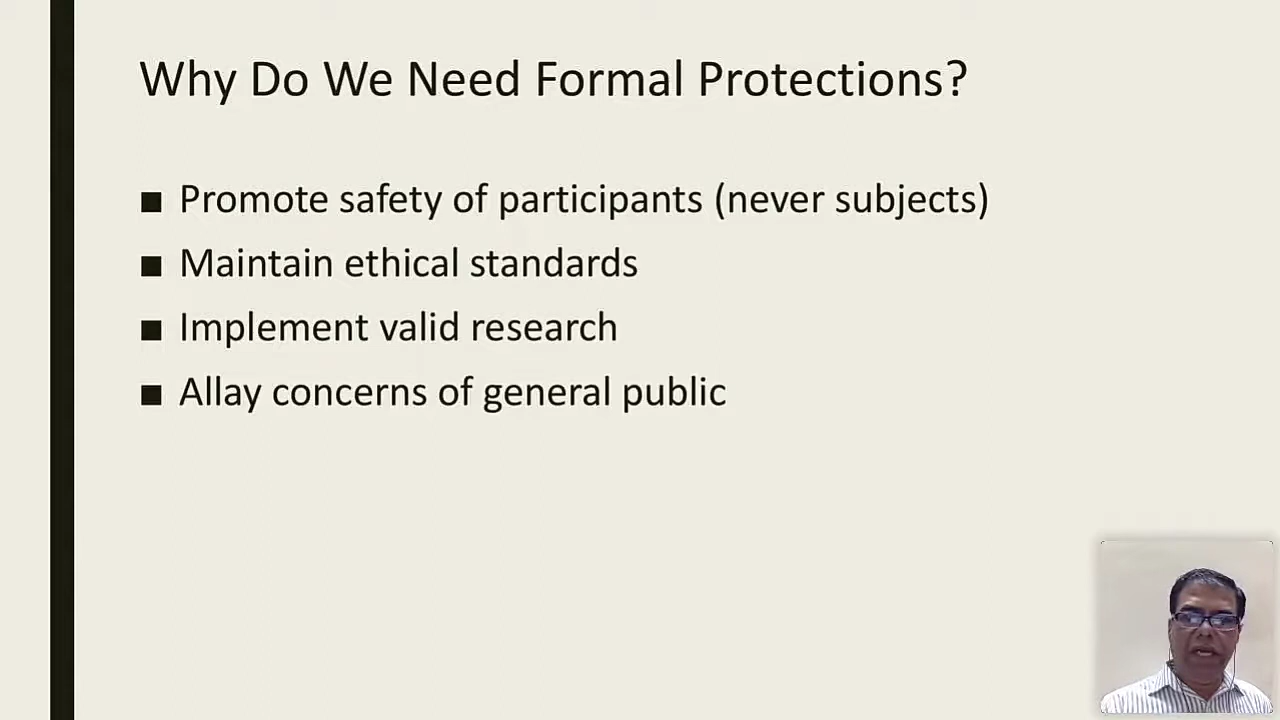 Why Do We Need Formal Protections?
■ Promote safety of participants (never subjects)
■ Maintain ethical standards
■ Implement valid research
■ Allay concerns of general public